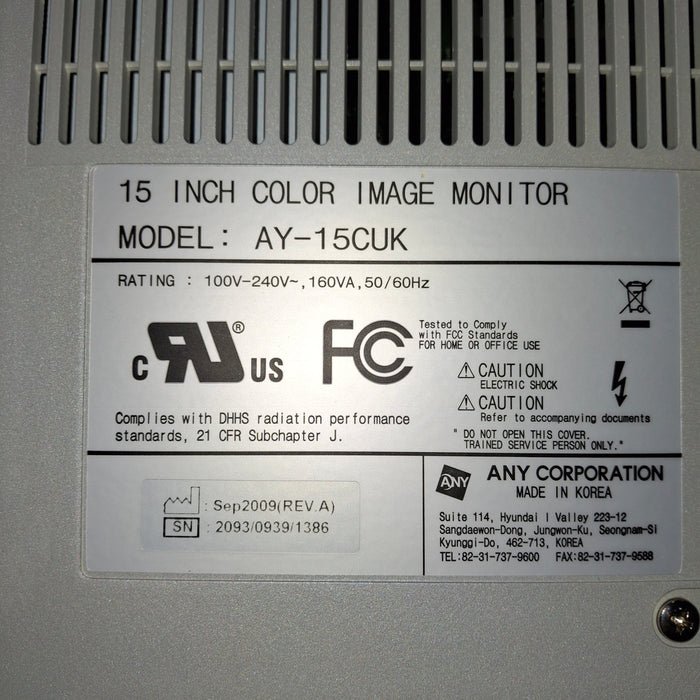 15 INCH COLOR IMAGE MONITOR
MODEL: AY-15CUK
RATING : 100V-240V~,160VA,50/60Hz
c RU ® US
FC
Tested to Comply
with FCC Standards
FOR HOME OR OFFICE USE
CAUTION
ELECTRIC SHOCK
CAUTION
Refer to accompanying documents
" DO NOT OPEN THIS COVER.
TRAINED SERVICE PERSON ONLY."
Complies with DHHS radiation performance
standards, 21 CFR Subchapter J.
: Sep2009(REV.A)
SN : 2093/0939/1386
ANY ANY CORPORATION
MADE IN KOREA
Suite 114, Hyundai I Valley 223-12
Sangdaewon-Dong, Jungwon-Ku, Seongnam-Si
Kyunggi-Do, 462-713, KOREA
TEL:82-31-737-9600 FAX:82-31-737-9588